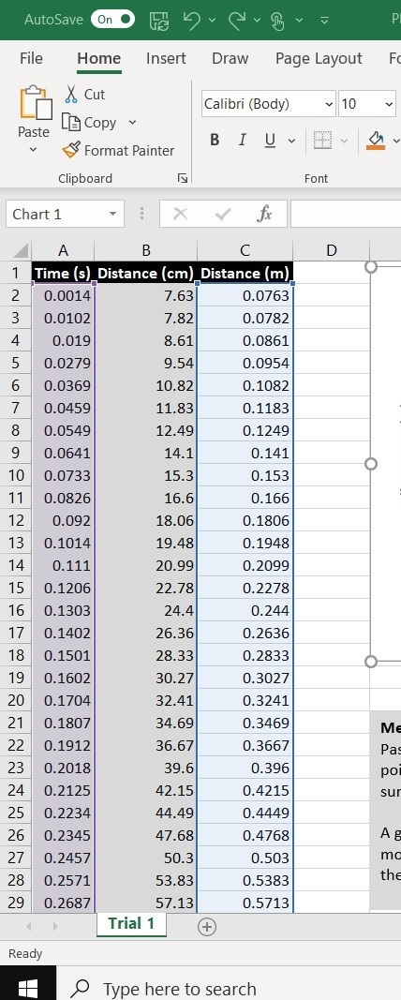 AutoSave On Pl
File Home Insert Draw Page Layout Fo
Cut
Calibri (Body) 10
Copy
Paste
Format Painter
B I U
Clipboard Font
Chart 1 fx
A B C D
1 Time (s) Distance (cm) Distance (m)
2 0.0014 7.63 0.0763
3 0.0102 7.82 0.0782
4 0.019 8.61 0.0861
5 0.0279 9.54 0.0954
6 0.0369 10.82 0.1082
7 0.0459 11.83 0.1183
8 0.0549 12.49 0.1249
9 0.0641 14.1 0.141
10 0.0733 15.3 0.153
11 0.0826 16.6 0.166
12 0.092 18.06 0.1806
13 0.1014 19.48 0.1948
14 0.111 20.99 0.2099
15 0.1206 22.78 0.2278
16 0.1303 24.4 0.244
17 0.1402 26.36 0.2636
18 0.1501 28.33 0.2833
19 0.1602 30.27 0.3027
20 0.1704 32.41 0.3241
21 0.1807 34.69 0.3469 Me
22 0.1912 36.67 0.3667 Pas
23 0.2018 39.6 0.396 poi
24 0.2125 42.15 0.4215 sur
25 0.2234 44.49 0.4449
26 0.2345 47.68 0.4768 A g
27 0.2457 50.3 0.503 mo
28 0.2571 53.83 0.5383 the
29 0.2687 57.13 0.5713
Trial 1
Ready
Type here to search